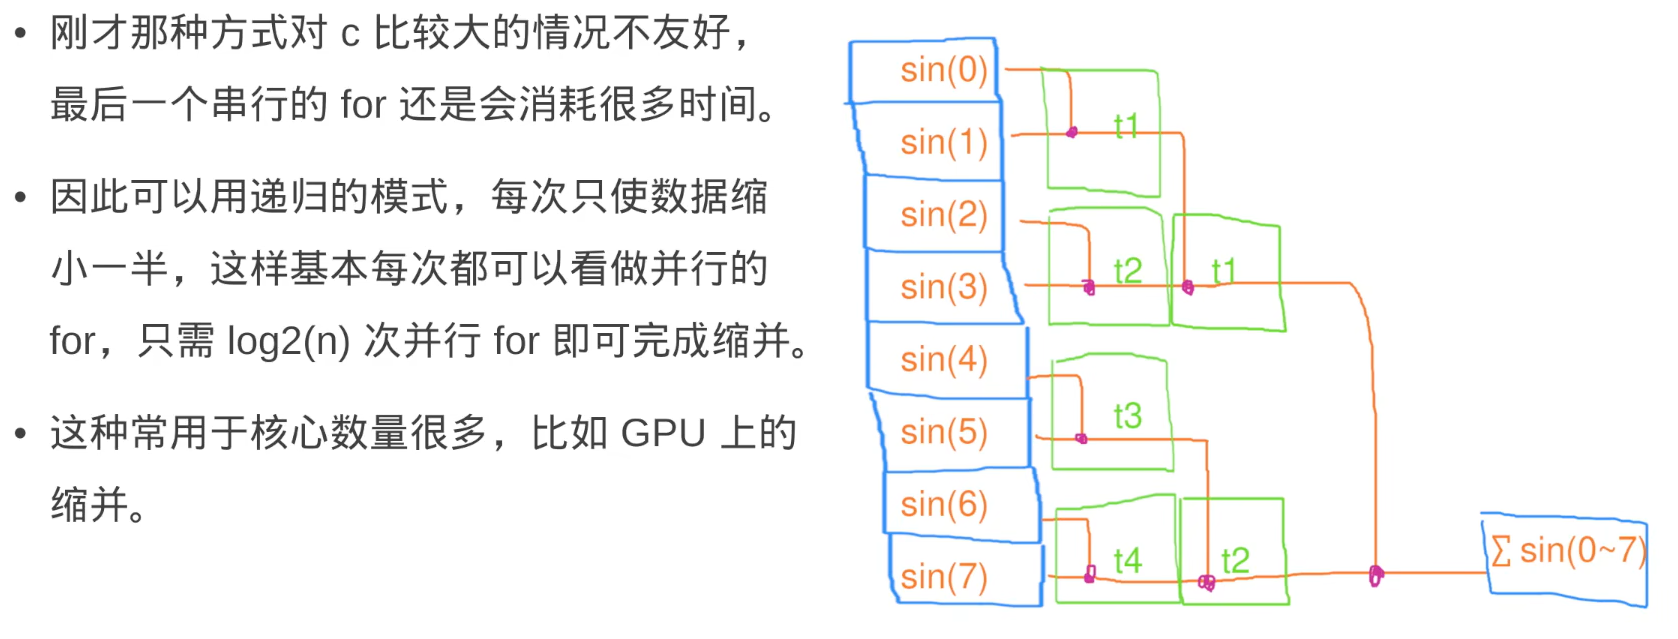 • 刚才那种方式对 c 比较大的情况不友好，
最后一个串行的 for 还是会消耗很多时间。
• 因此可以用递归的模式，每次只使数据缩
小一半，这样基本每次都可以看做并行的
for，只需 log2(n) 次并行 for 即可完成缩并。
• 这种常用于核心数量很多，比如 GPU 上的
缩并。
sin(0)
t1
sin(1)
sin(2)
t2
t1
sin(3)
sin(4)
t3
sin(5)
sin(6)
t4
t2
sin(7)
∑ sin(0~7)